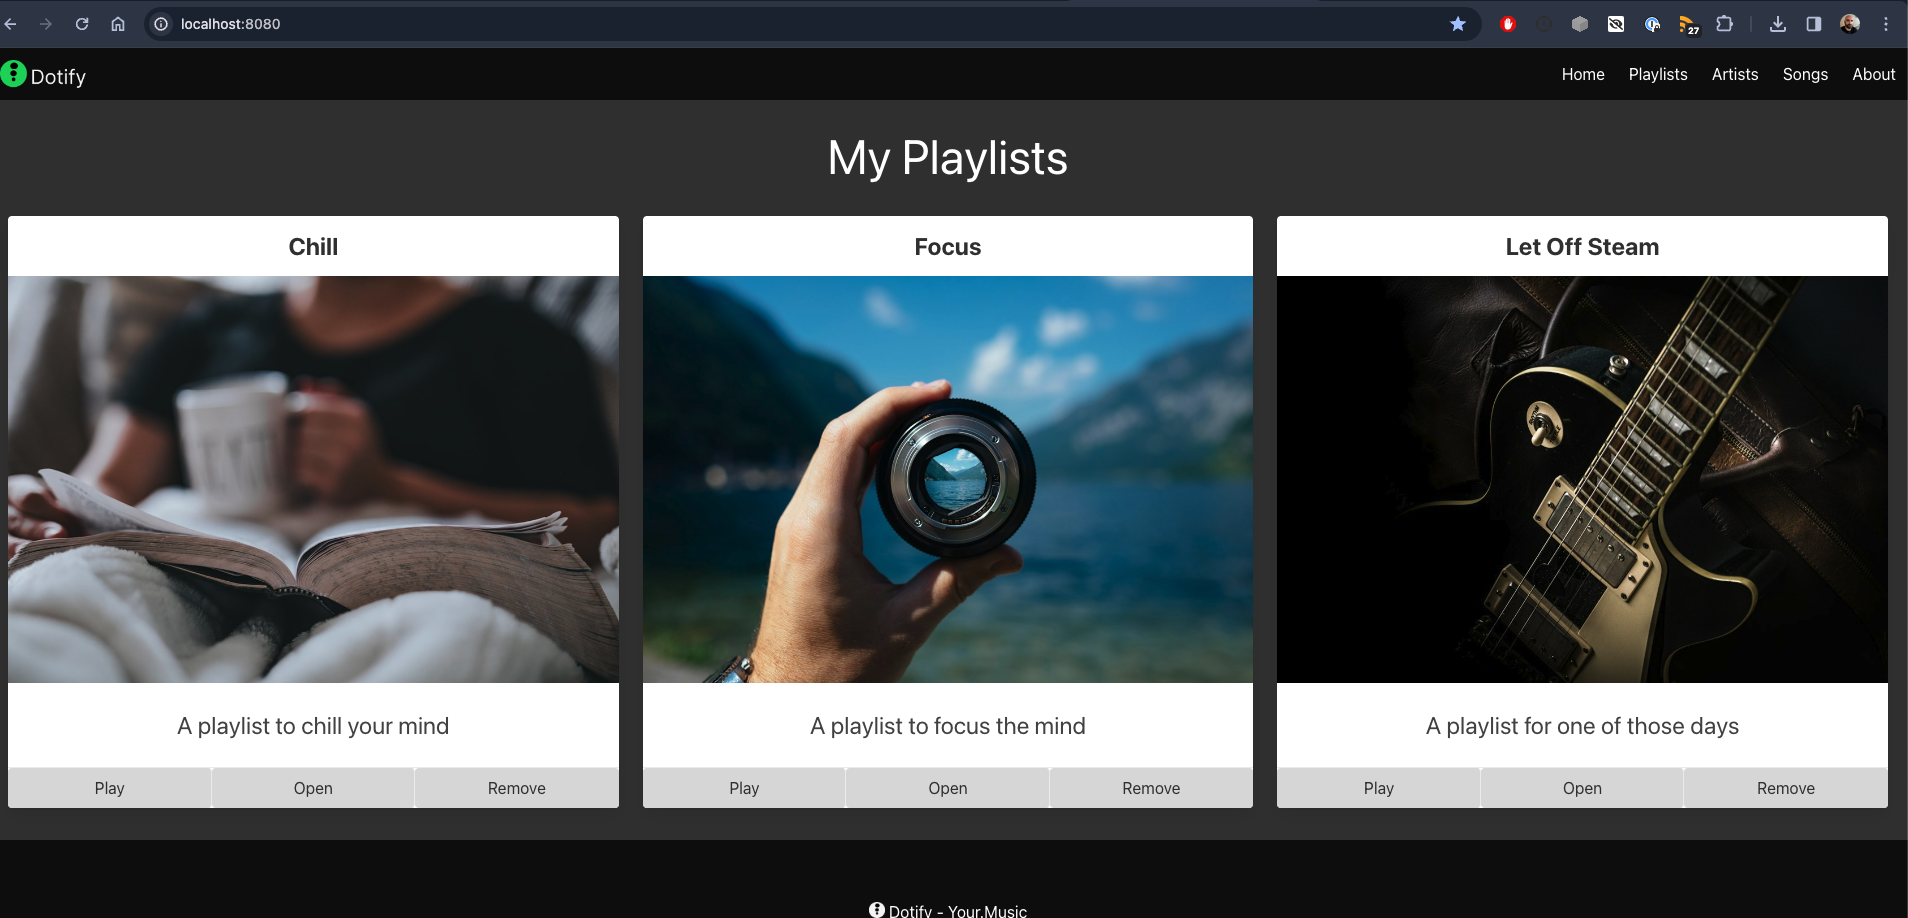 localhost:8080
27
Dotify
Home Playlists Artists Songs About
My Playlists
Chill
Focus
Let Off Steam
A playlist to chill your mind
A playlist to focus the mind
A playlist for one of those days
Play Open Remove
Play Open Remove
Play Open Remove
Dotify - Your.Music